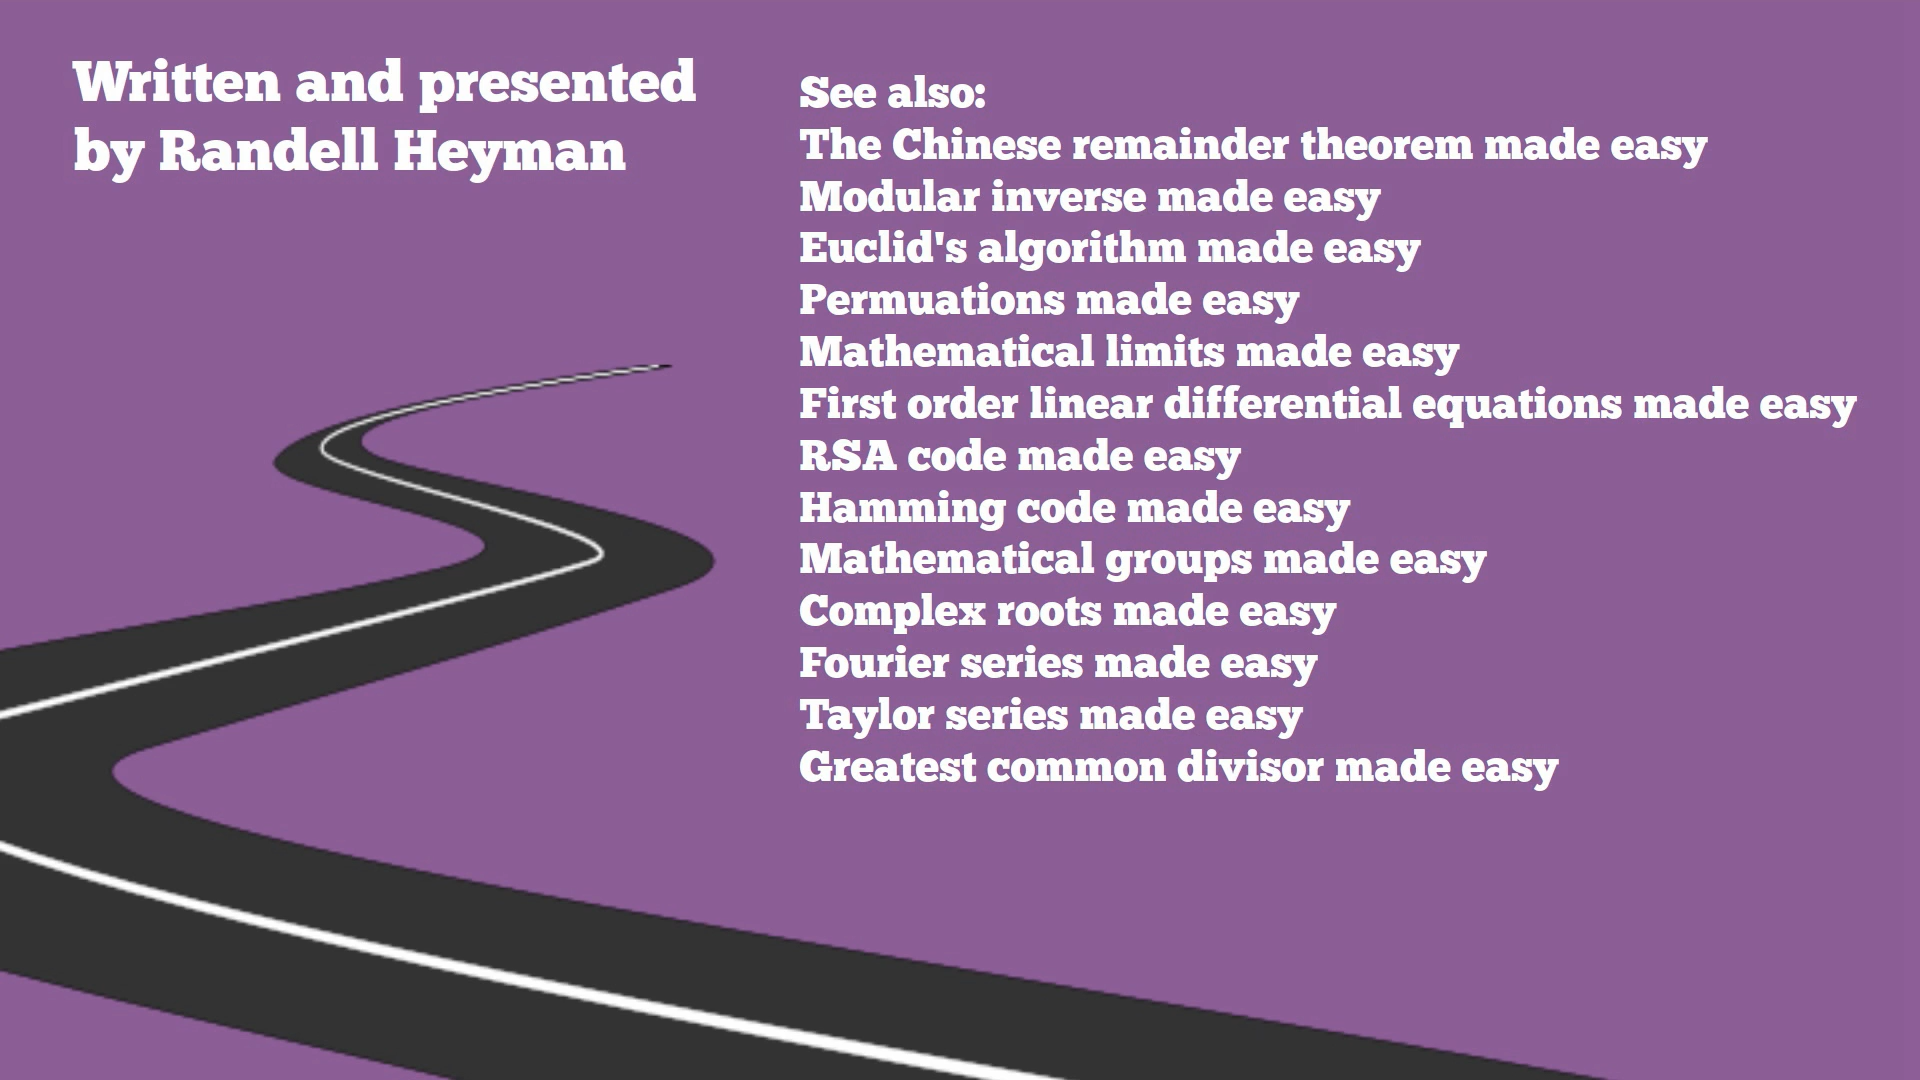 Written and presented
by Randell Heyman
See also:
The Chinese remainder theorem made easy
Modular inverse made easy
Euclid's algorithm made easy
Permuations made easy
Mathematical limits made easy
First order linear differential equations made easy
RSA code made easy
Hamming code made easy
Mathematical groups made easy
Complex roots made easy
Fourier series made easy
Taylor series made easy
Greatest common divisor made easy